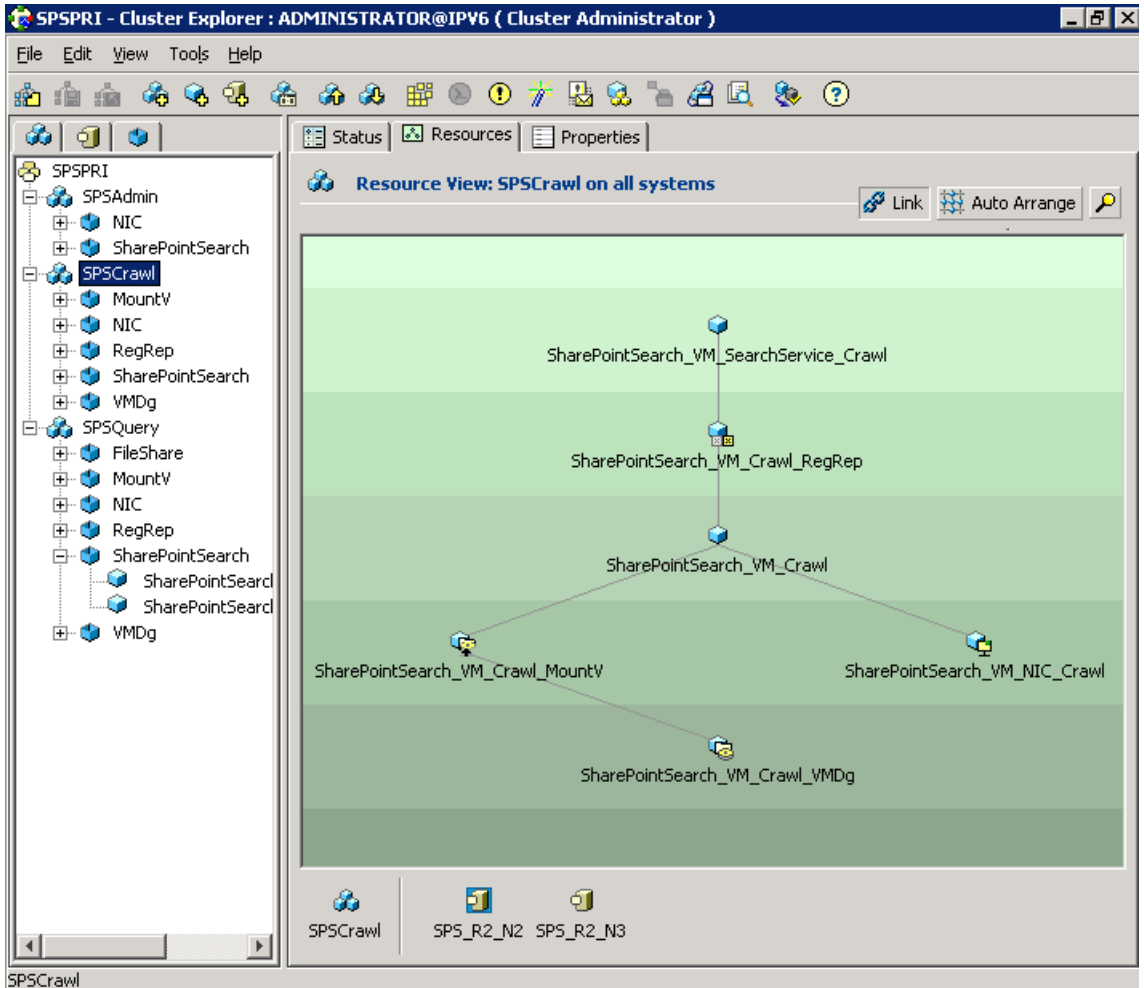 SPSPRI - Cluster Explorer : ADMINISTRATOR@IPV6 ( Cluster Administrator )
File Edit View Tools Help
Status Resources Properties
SPSPRI
SPSAdmin
NIC
SharePointSearch
SPSCrawl
MountV
NIC
RegRep
SharePointSearch
VMDg
SPSQuery
FileShare
MountV
NIC
RegRep
SharePointSearch
SharePointSearcl
SharePointSearcl
VMDg
Resource View: SPSCrawl on all systems
Link Auto Arrange
SharePointSearch_VM_SearchService_Crawl
SharePointSearch_VM_Crawl_RegRep
SharePointSearch_VM_Crawl
SharePointSearch_VM_Crawl_MountV
SharePointSearch_VM_NIC_Crawl
SharePointSearch_VM_Crawl_VMDg
SPSCrawl SPS_R2_N2 SPS_R2_N3
SPSCrawl